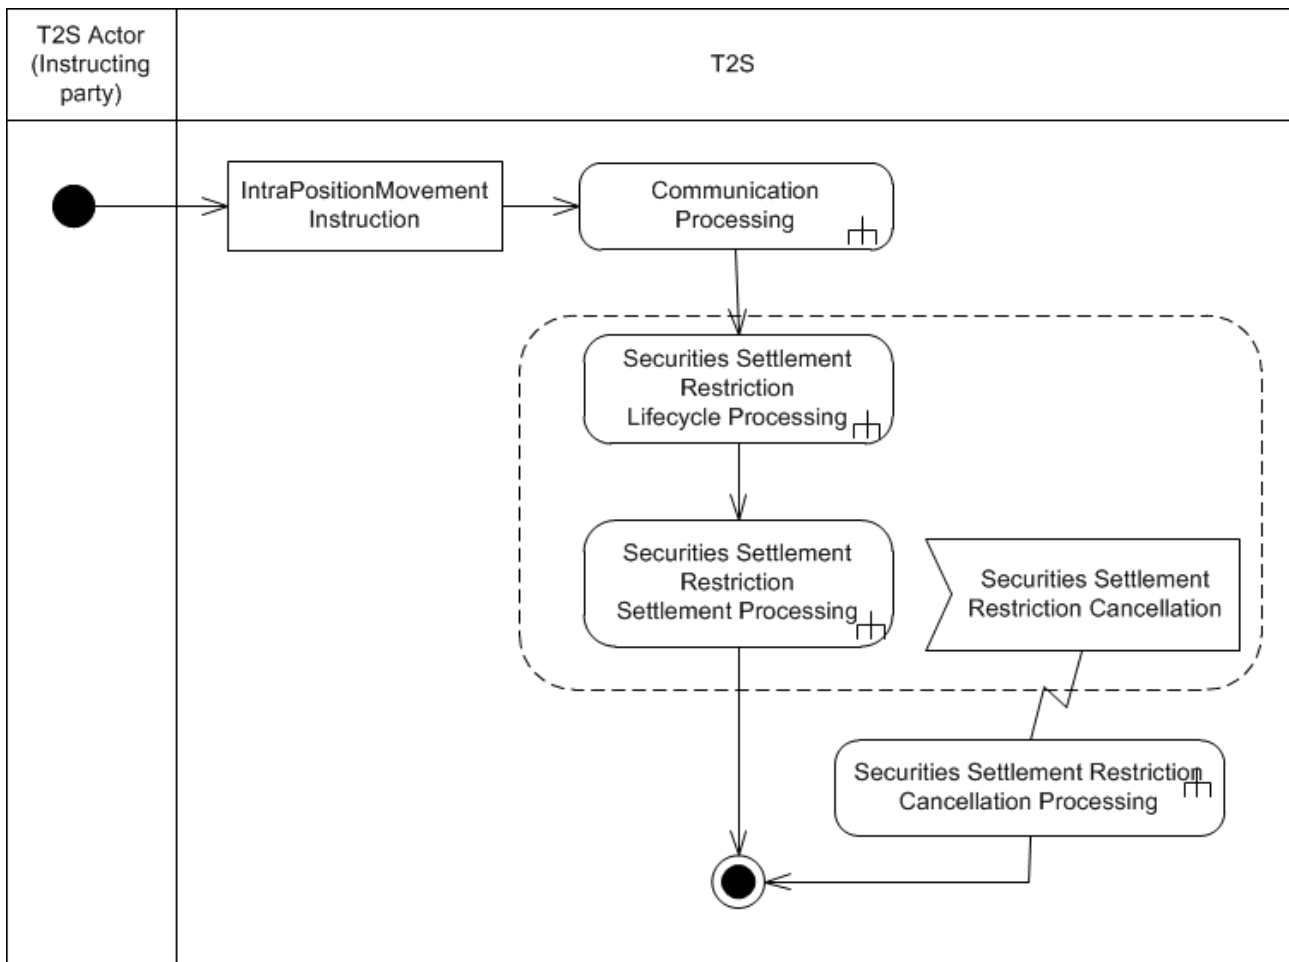 T2S Actor
(Instructing
party)
T2S
IntraPositionMovement
Instruction
Communication
Processing
Securities Settlement
Restriction
Lifecycle Processing
Securities Settlement
Restriction
Settlement Processing
Securities Settlement
Restriction Cancellation
Securities Settlement Restriction
Cancellation Processing